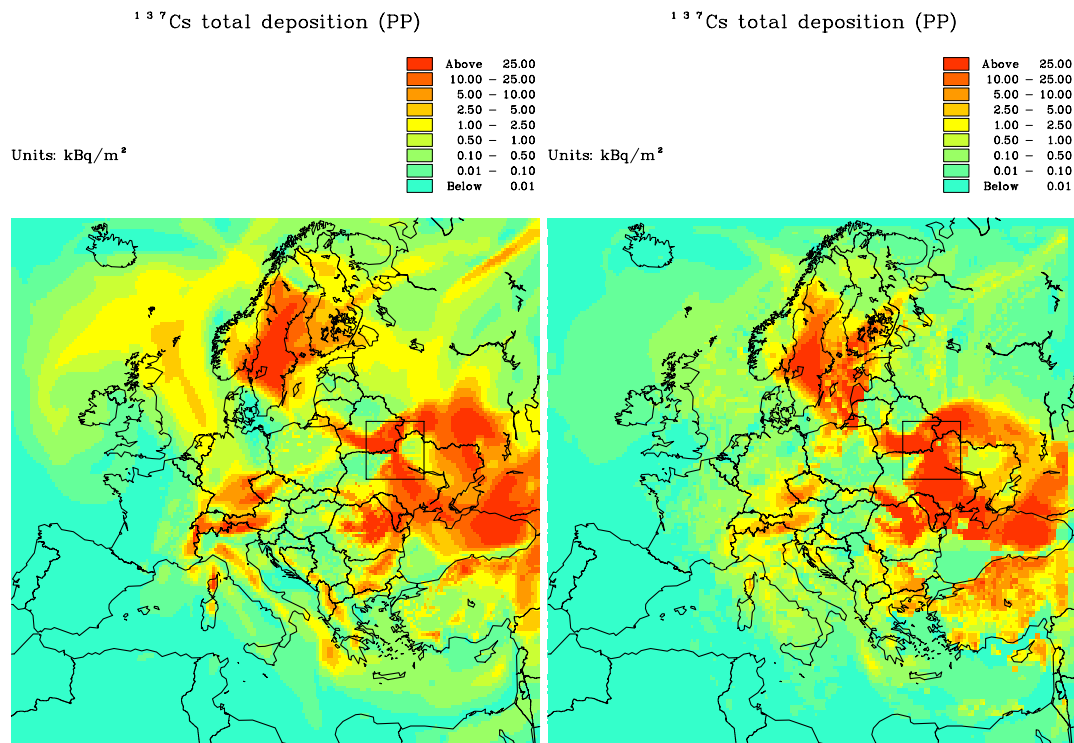 ¹³⁷Cs total deposition (PP)
Above 25.00
10.00 – 25.00
5.00 – 10.00
2.50 – 5.00
1.00 – 2.50
0.50 – 1.00
0.10 – 0.50
0.01 – 0.10
Below 0.01
Units: kBq/m²
¹³⁷Cs total deposition (PP)
Above 25.00
10.00 – 25.00
5.00 – 10.00
2.50 – 5.00
1.00 – 2.50
0.50 – 1.00
0.10 – 0.50
0.01 – 0.10
Below 0.01
Units: kBq/m²